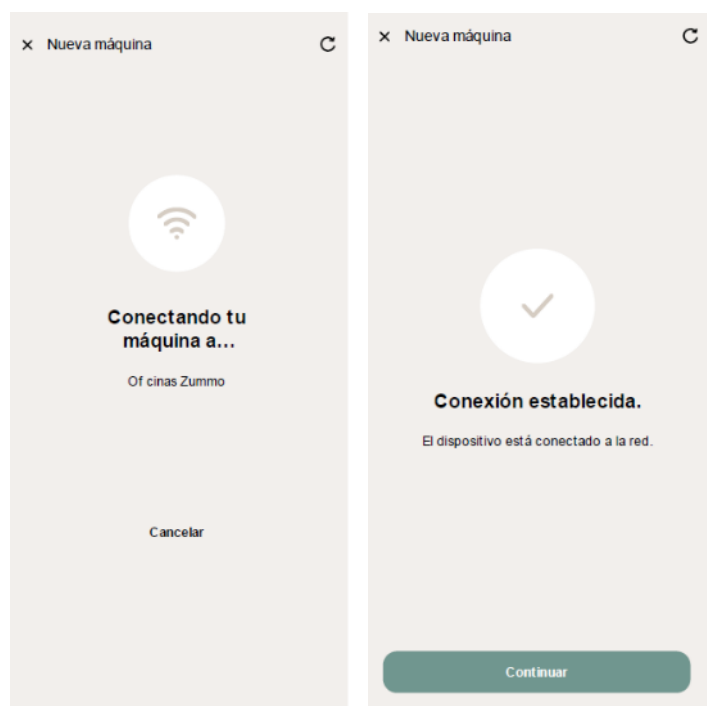 × Nueva máquina
Conectando tu
máquina a...
Of cinas Zummo
Cancelar
× Nueva máquina
Conexión establecida.
El dispositivo está conectado a la red.
Continuar